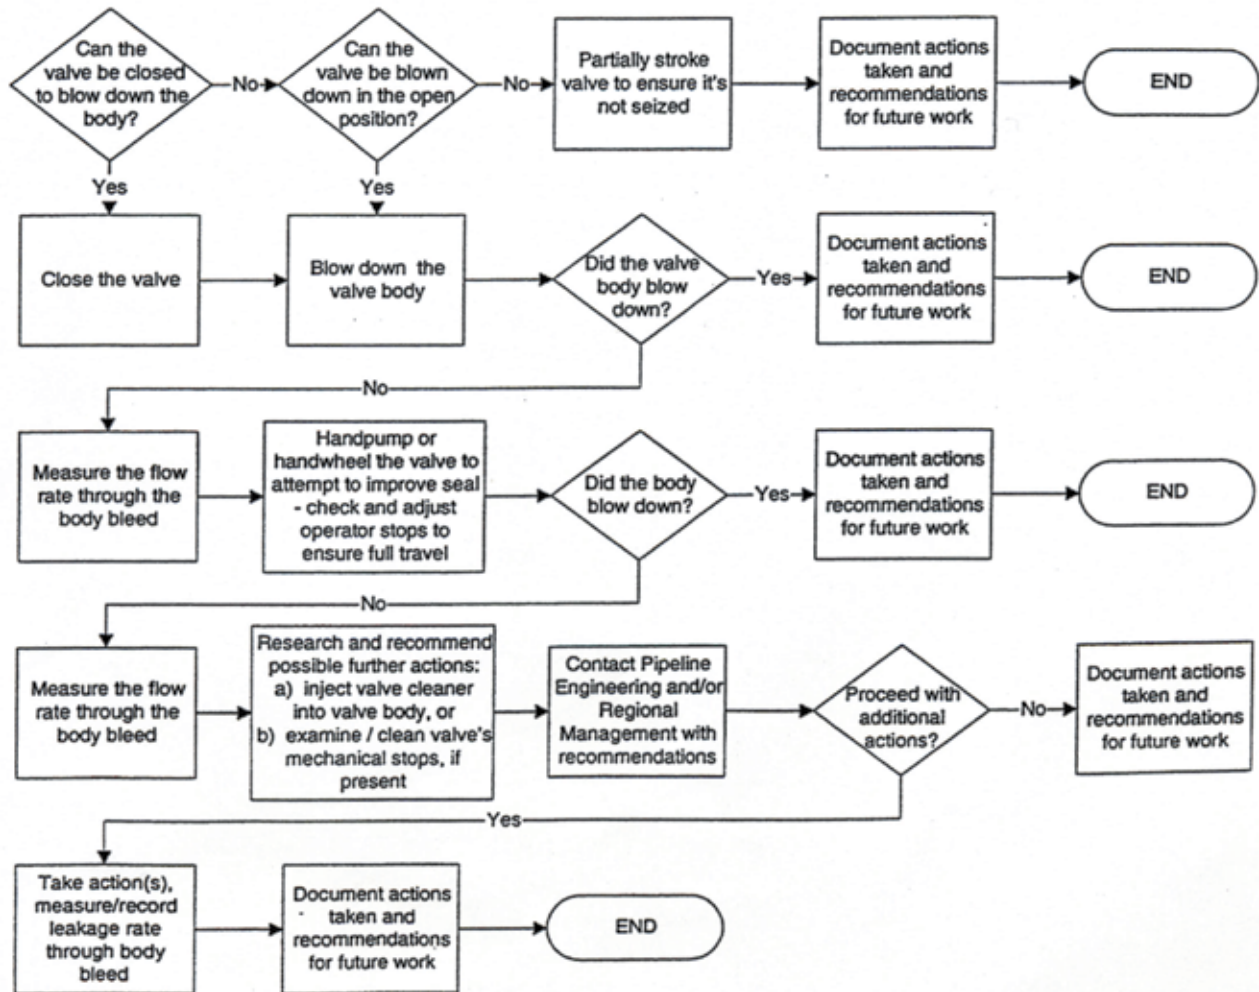 Can the
valve be closed
to blow down the
body?
No
Can the
valve be blown
down in the open
position?
No
Partially stroke
valve to ensure it's
not seized
Document actions
taken and
recommendations
for future work
END
Yes
Yes
Close the valve
Blow down the
valve body
Did the valve
body blow
down?
Yes
Document actions
taken and
recommendations
for future work
END
No
Measure the flow
rate through the
body bleed
Handpump or
handwheel the valve to
attempt to improve seal
- check and adjust
operator stops to
ensure full travel
Did the body
blow down?
Yes
Document actions
taken and
recommendations
for future work
END
No
Measure the flow
rate through the
body bleed
Research and recommend
possible further actions:
a) inject valve cleaner
into valve body, or
b) examine / clean valve's
mechanical stops, if
present
Contact Pipeline
Engineering and/or
Regional
Management with
recommendations
Proceed with
additional
actions?
No
Document actions
taken and
recommendations
for future work
Yes
Take action(s),
measure/record
leakage rate
through body
bleed
Document actions
taken and
recommendations
for future work
END